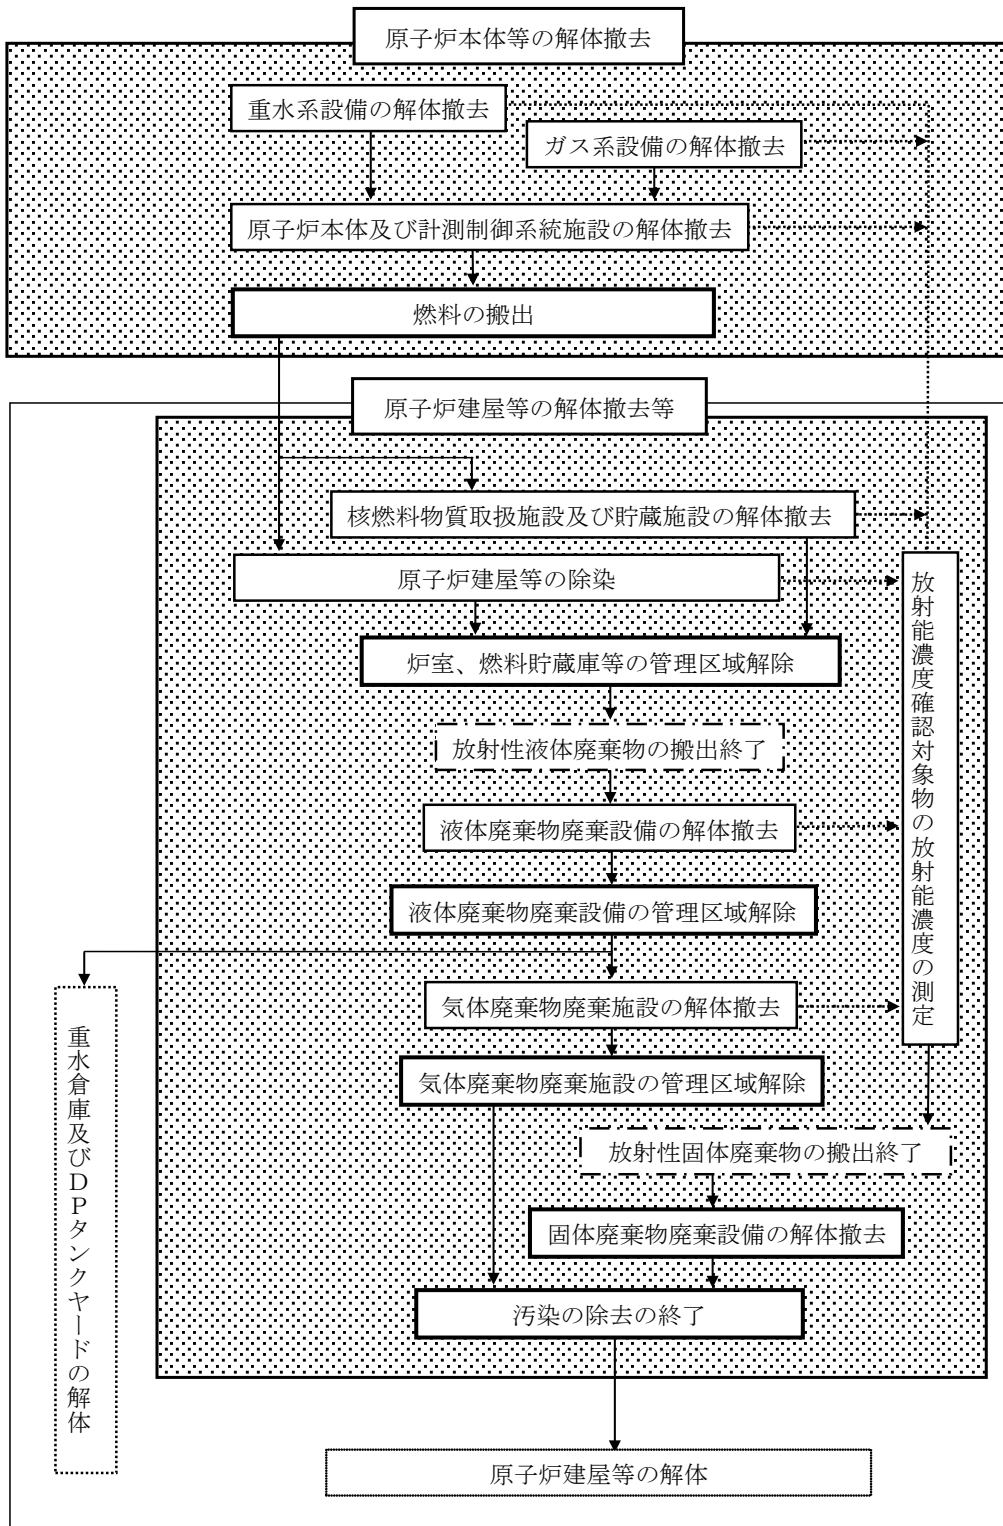 原子炉本体等の解体撤去
重水系設備の解体撤去
ガス系設備の解体撤去
原子炉本体及び計測制御系統施設の解体撤去
燃料の搬出
原子炉建屋等の解体撤去等
核燃料物質取扱施設及び貯蔵施設の解体撤去
原子炉建屋等の除染
放射能濃度確認対象物の放射能濃度の測定
炉室、燃料貯蔵庫等の管理区域解除
放射性液体廃棄物の搬出終了
液体廃棄物廃棄設備の解体撤去
液体廃棄物廃棄設備の管理区域解除
気体廃棄物廃棄施設の解体撤去
重水倉庫及びDPタンクヤードの解体
気体廃棄物廃棄施設の管理区域解除
放射性固体廃棄物の搬出終了
固体廃棄物廃棄設備の解体撤去
汚染の除去の終了
原子炉建屋等の解体